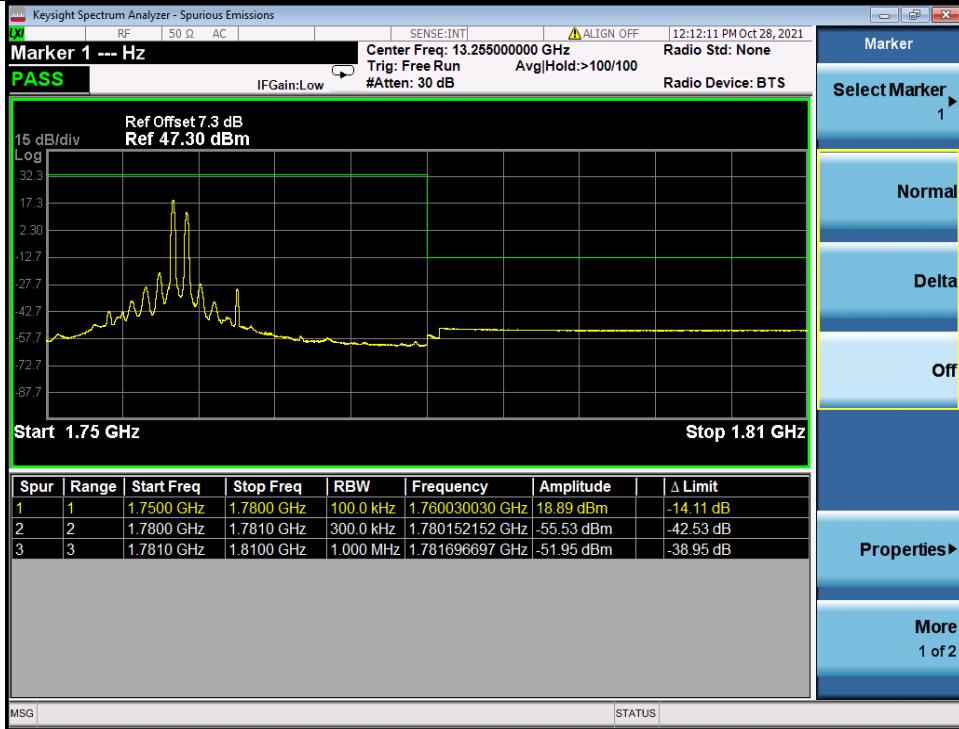 Keysight Spectrum Analyzer - Spurious Emissions
LXI RF 50 Ω AC SENSE:INT ALIGN OFF 12:12:11 PM Oct 28, 2021
Marker 1 --- Hz
Center Freq: 13.255000000 GHz
Radio Std: None
Trig: Free Run Avg|Hold:>100/100
PASS
IFGain:Low
#Atten: 30 dB
Radio Device: BTS
Ref Offset 7.3 dB
15 dB/div Ref 47.30 dBm
Log
32.3
17.3
2.30
-12.7
-27.7
-42.7
-57.7
-72.7
-87.7
Start 1.75 GHz Stop 1.81 GHz
Spur Range Start Freq Stop Freq RBW Frequency Amplitude Δ Limit
1 1 1.7500 GHz 1.7800 GHz 100.0 kHz 1.760030030 GHz 18.89 dBm -14.11 dB
2 2 1.7800 GHz 1.7810 GHz 300.0 kHz 1.780152152 GHz -55.53 dBm -42.53 dB
3 3 1.7810 GHz 1.8100 GHz 1.000 MHz 1.781696697 GHz -51.95 dBm -38.95 dB
MSG STATUS
Marker
Select Marker
1
Normal
Delta
Off
Properties
More
1 of 2